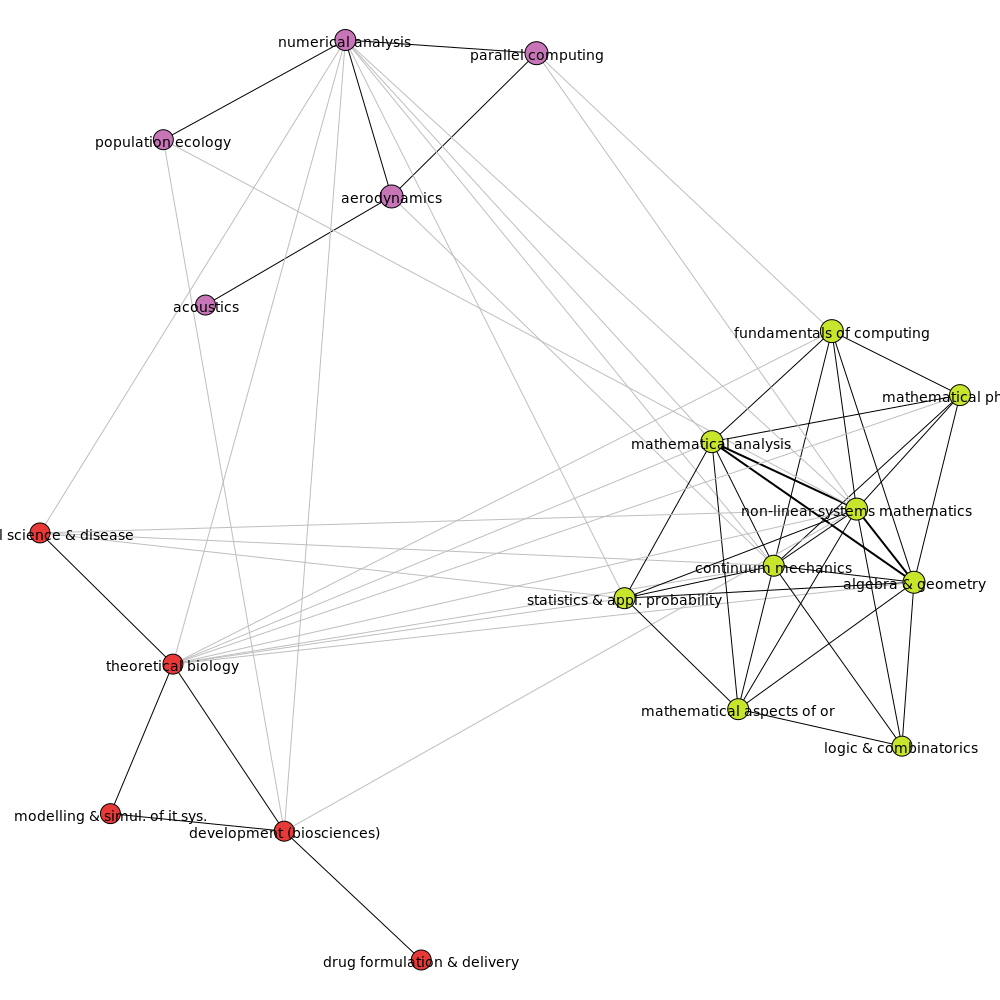 numerical analysis
parallel computing
population ecology
aerodynamics
acoustics
fundamentals of computing
mathematical ph
mathematical analysis
non-linear systems mathematics
l science & disease
continuum mechanics
algebra & geometry
statistics & appl. probability
theoretical biology
mathematical aspects of or
logic & combinatorics
modelling & simul. of it sys.
development (biosciences)
drug formulation & delivery